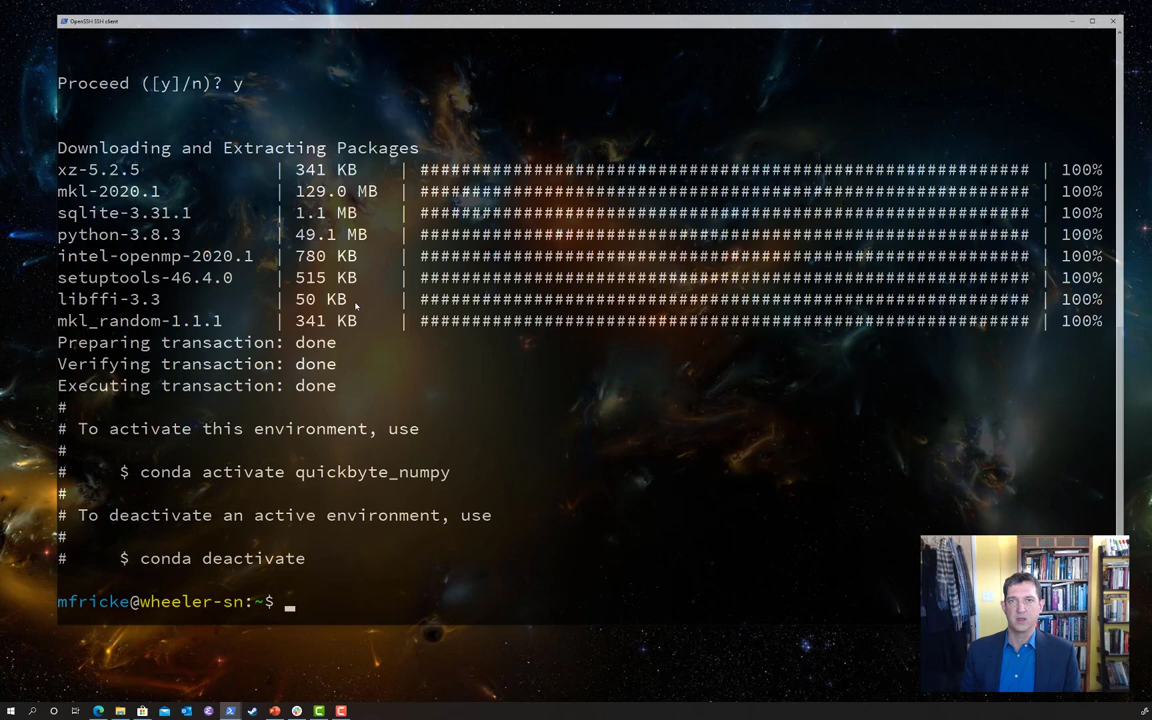 OpenSSH SSH client
Proceed ([y]/n)? y
Downloading and Extracting Packages
xz-5.2.5 | 341 KB | ########################################################### | 100%
mkl-2020.1 | 129.0 MB | ########################################################### | 100%
sqlite-3.31.1 | 1.1 MB | ########################################################### | 100%
python-3.8.3 | 49.1 MB | ########################################################### | 100%
intel-openmp-2020.1 | 780 KB | ########################################################### | 100%
setuptools-46.4.0 | 515 KB | ########################################################### | 100%
libffi-3.3 | 50 KB | ########################################################### | 100%
mkl_random-1.1.1 | 341 KB | ########################################################### | 100%
Preparing transaction: done
Verifying transaction: done
Executing transaction: done
#
# To activate this environment, use
#
# $ conda activate quickbyte_numpy
#
# To deactivate an active environment, use
#
# $ conda deactivate
mfricke@wheeler-sn:~$